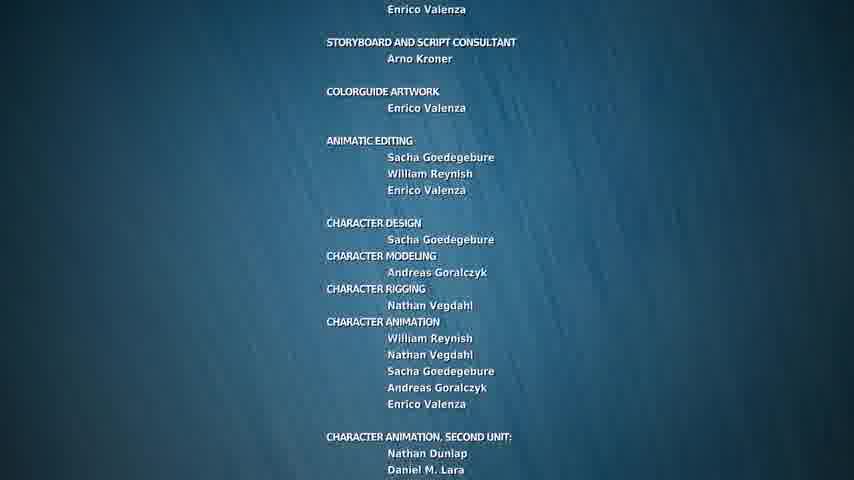 Enrico Valenza
STORYBOARD AND SCRIPT CONSULTANT
Arno Kroner
COLORGUIDE ARTWORK
Enrico Valenza
ANIMATIC EDITING
Sacha Goedegebure
William Reynish
Enrico Valenza
CHARACTER DESIGN
Sacha Goedegebure
CHARACTER MODELING
Andreas Goralczyk
CHARACTER RIGGING
Nathan Vegdahl
CHARACTER ANIMATION
William Reynish
Nathan Vegdahl
Sacha Goedegebure
Andreas Goralczyk
Enrico Valenza
CHARACTER ANIMATION, SECOND UNIT:
Nathan Dunlap
Daniel M. Lara